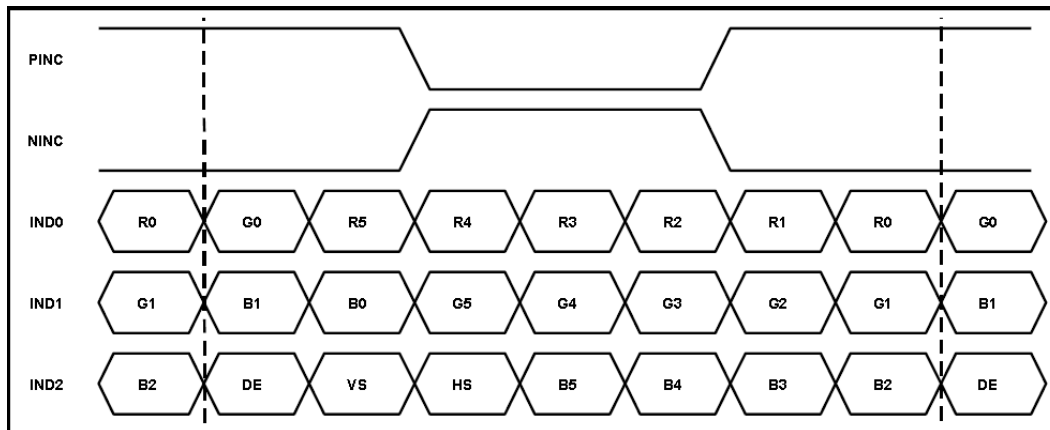 PINC
NINC
IND0 R0 G0 R5 R4 R3 R2 R1 R0 G0
IND1 G1 B1 B0 G5 G4 G3 G2 G1 B1
IND2 B2 DE VS HS B5 B4 B3 B2 DE